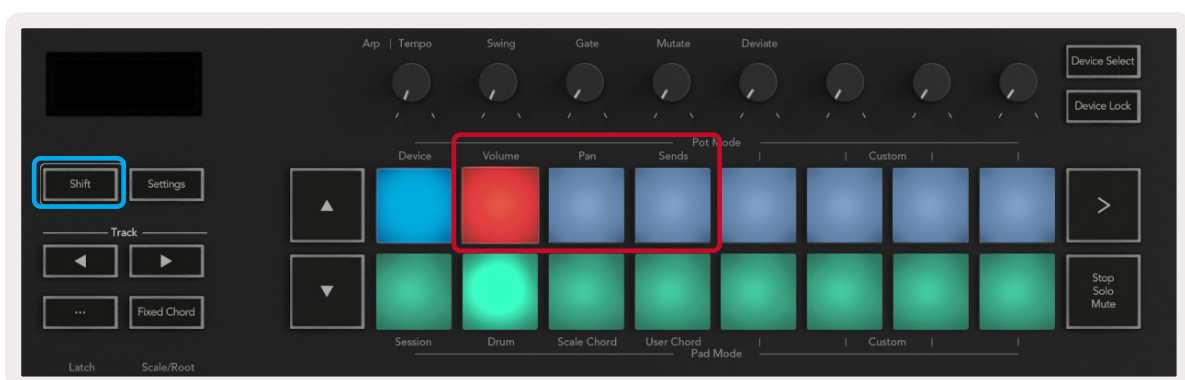 Arp | Tempo Swing Gate Mutate Deviate
Device Select
Device Lock
Pot Mode
Device Volume Pan Sends | | Custom | |
Shift Settings
▲
>
Track
◀ ▶
▼
Stop
Solo
Mute
... Fixed Chord
Session Drum Scale Chord User Chord | | Custom | |
Pad Mode
Latch Scale/Root